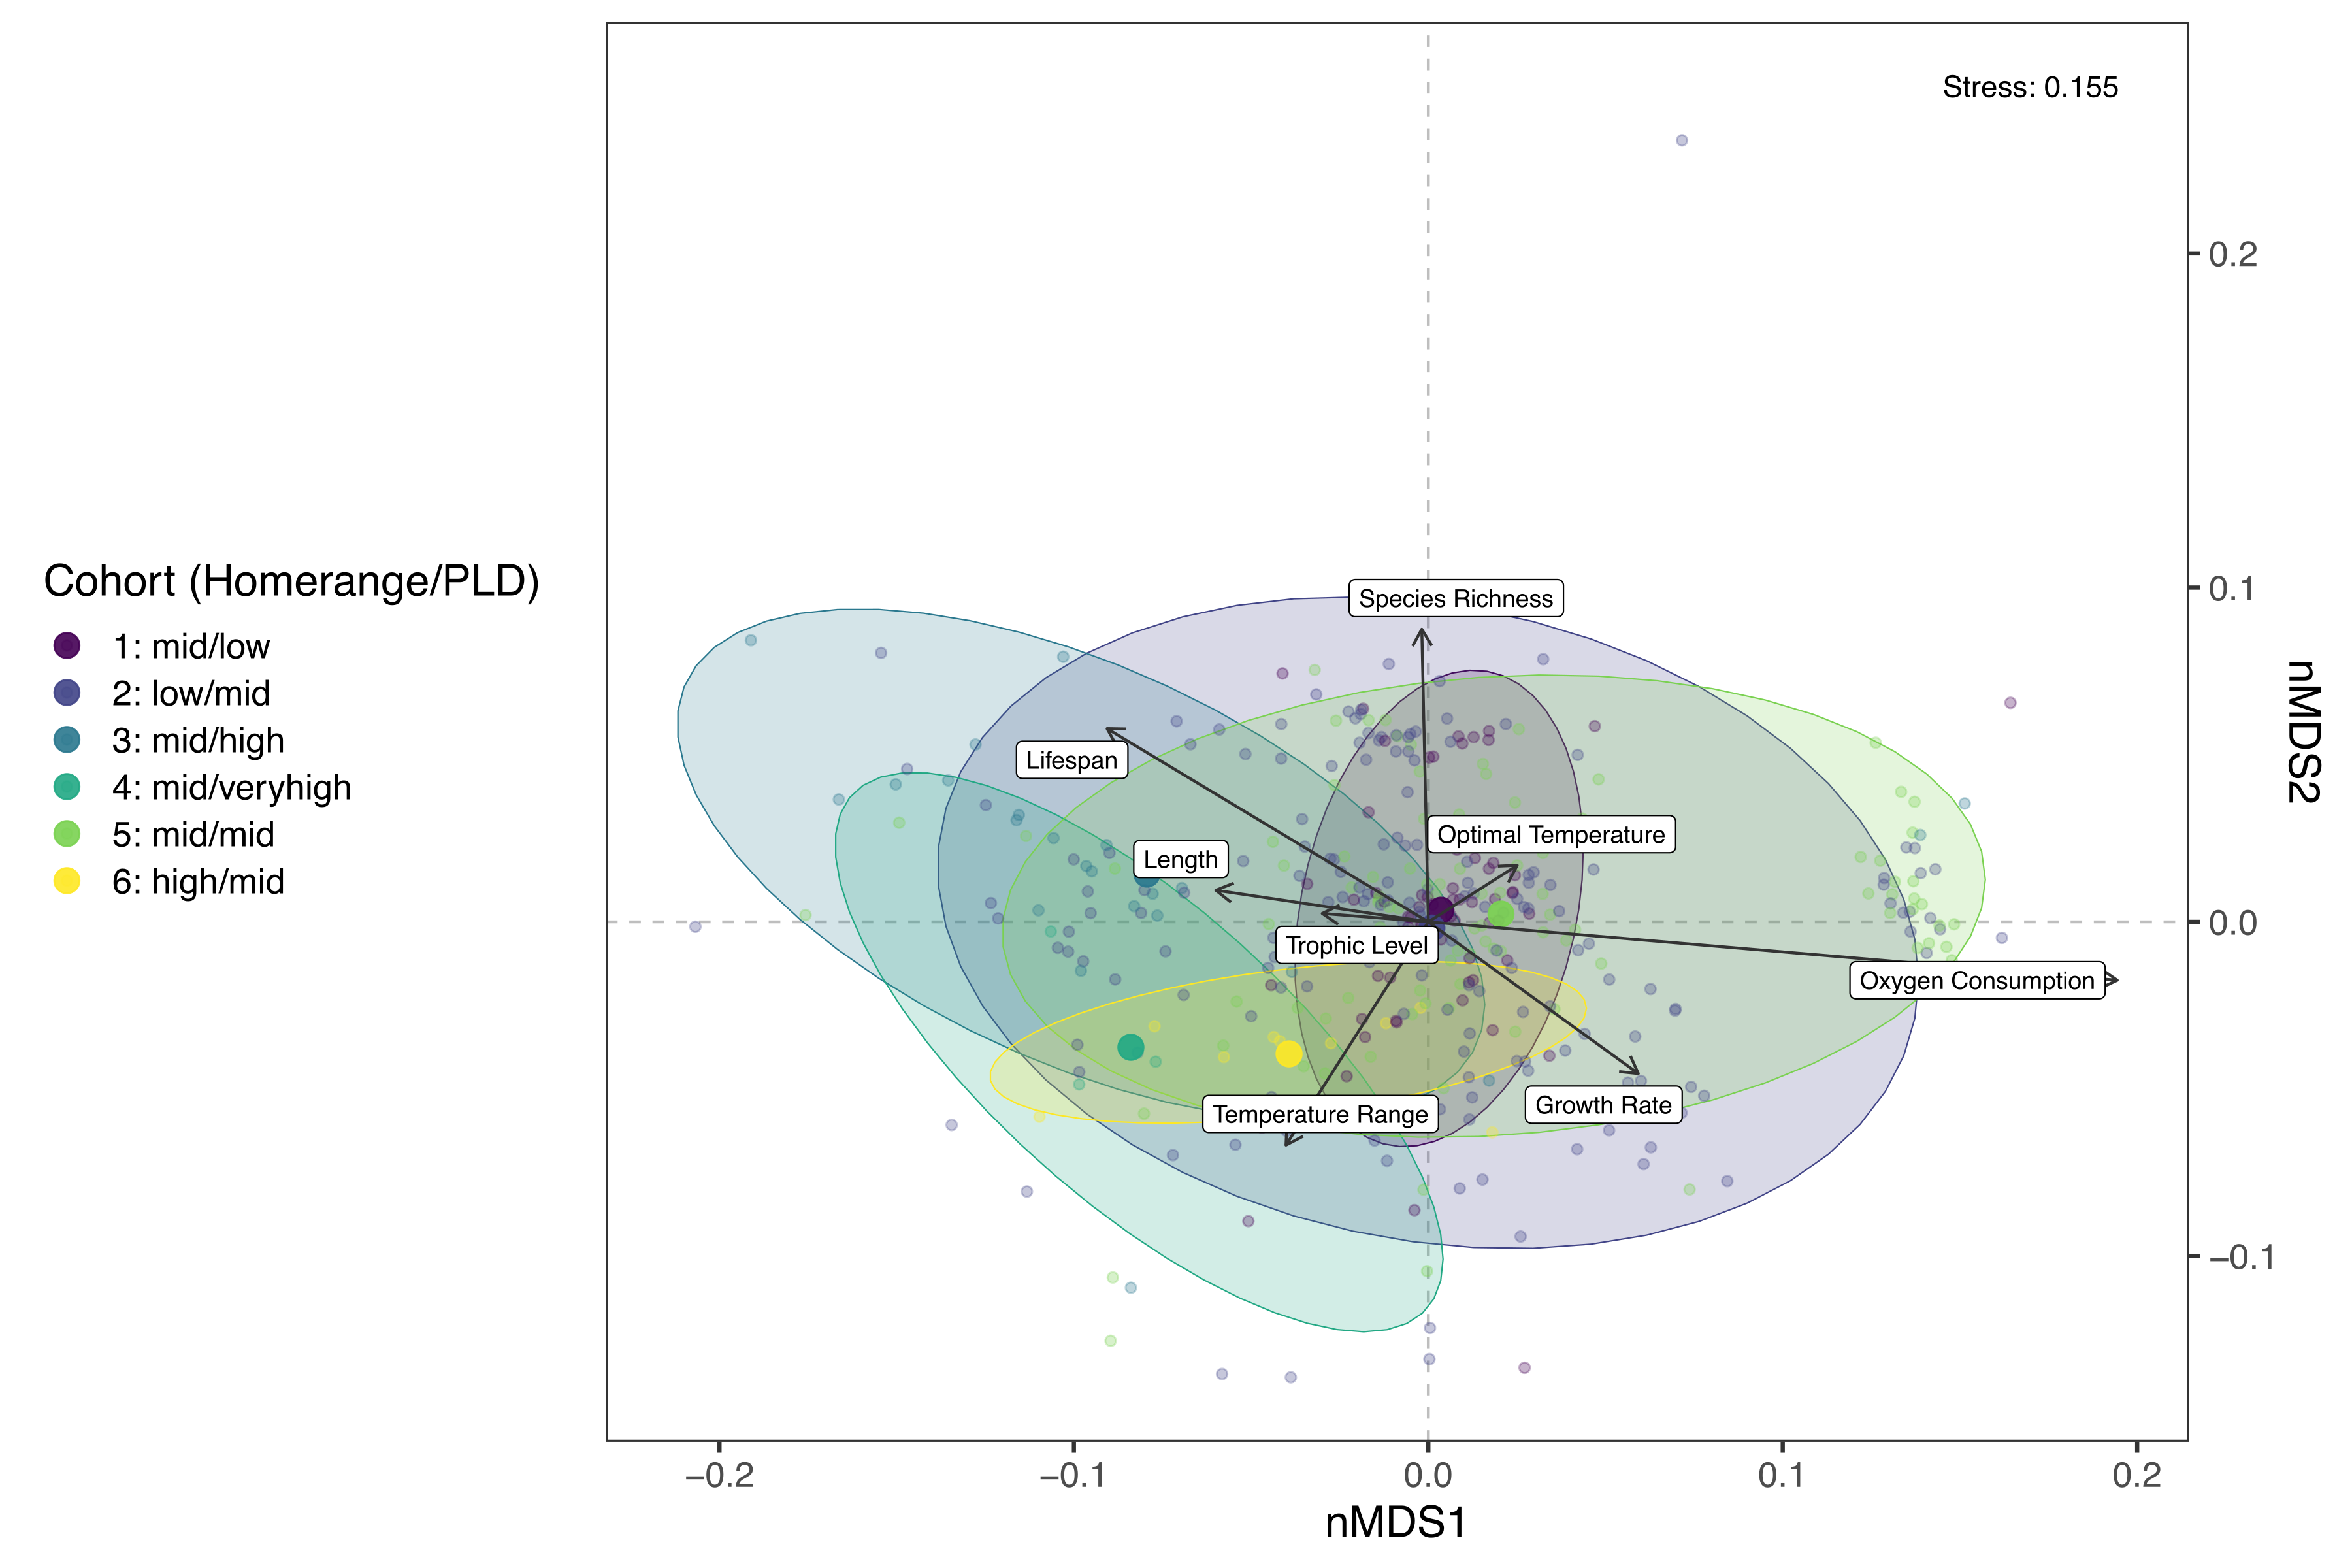 Stress: 0.155
0.2
Cohort (Homerange/PLD)
1: mid/low
2: low/mid
3: mid/high
4: mid/veryhigh
5: mid/mid
6: high/mid
Species Richness
0.1
Lifespan
Optimal Temperature
Length
nMDS2
Trophic Level
0.0
Oxygen Consumption
Temperature Range
Growth Rate
−0.1
−0.2
−0.1
0.0
0.1
0.2
nMDS1